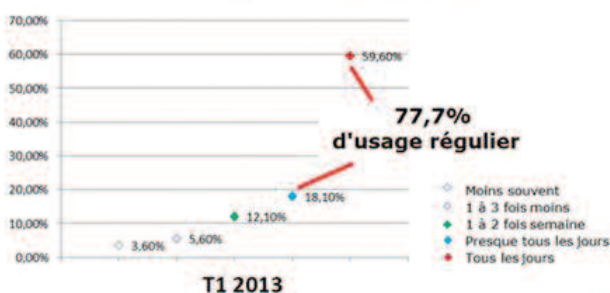 70,00%
60,00%
50,00%
40,00%
30,00%
20,00%
10,00%
0,00%
59,60%
77,7%
d'usage régulier
18,10%
12,10%
5,60%
3,60%
Moins souvent
1 à 3 fois moins
1 à 2 fois semaine
Presque tous les jours
Tous les jours
T1 2013